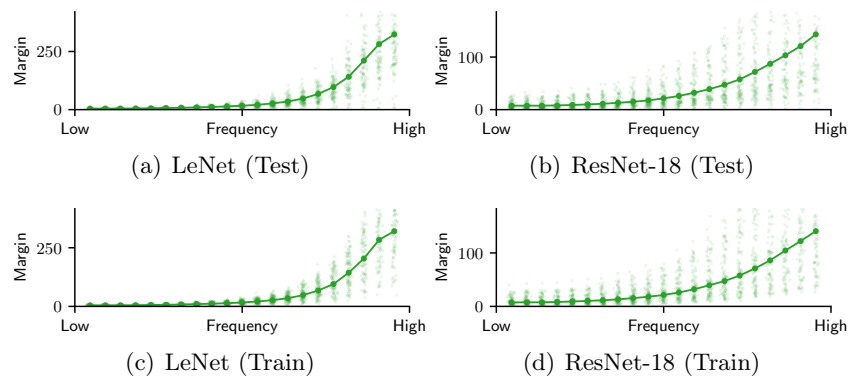 Margin
250
0
Low
Frequency
High
(a) LeNet (Test)
Margin
100
0
Low
Frequency
High
(b) ResNet-18 (Test)
Margin
250
0
Low
Frequency
High
(c) LeNet (Train)
Margin
100
0
Low
Frequency
High
(d) ResNet-18 (Train)